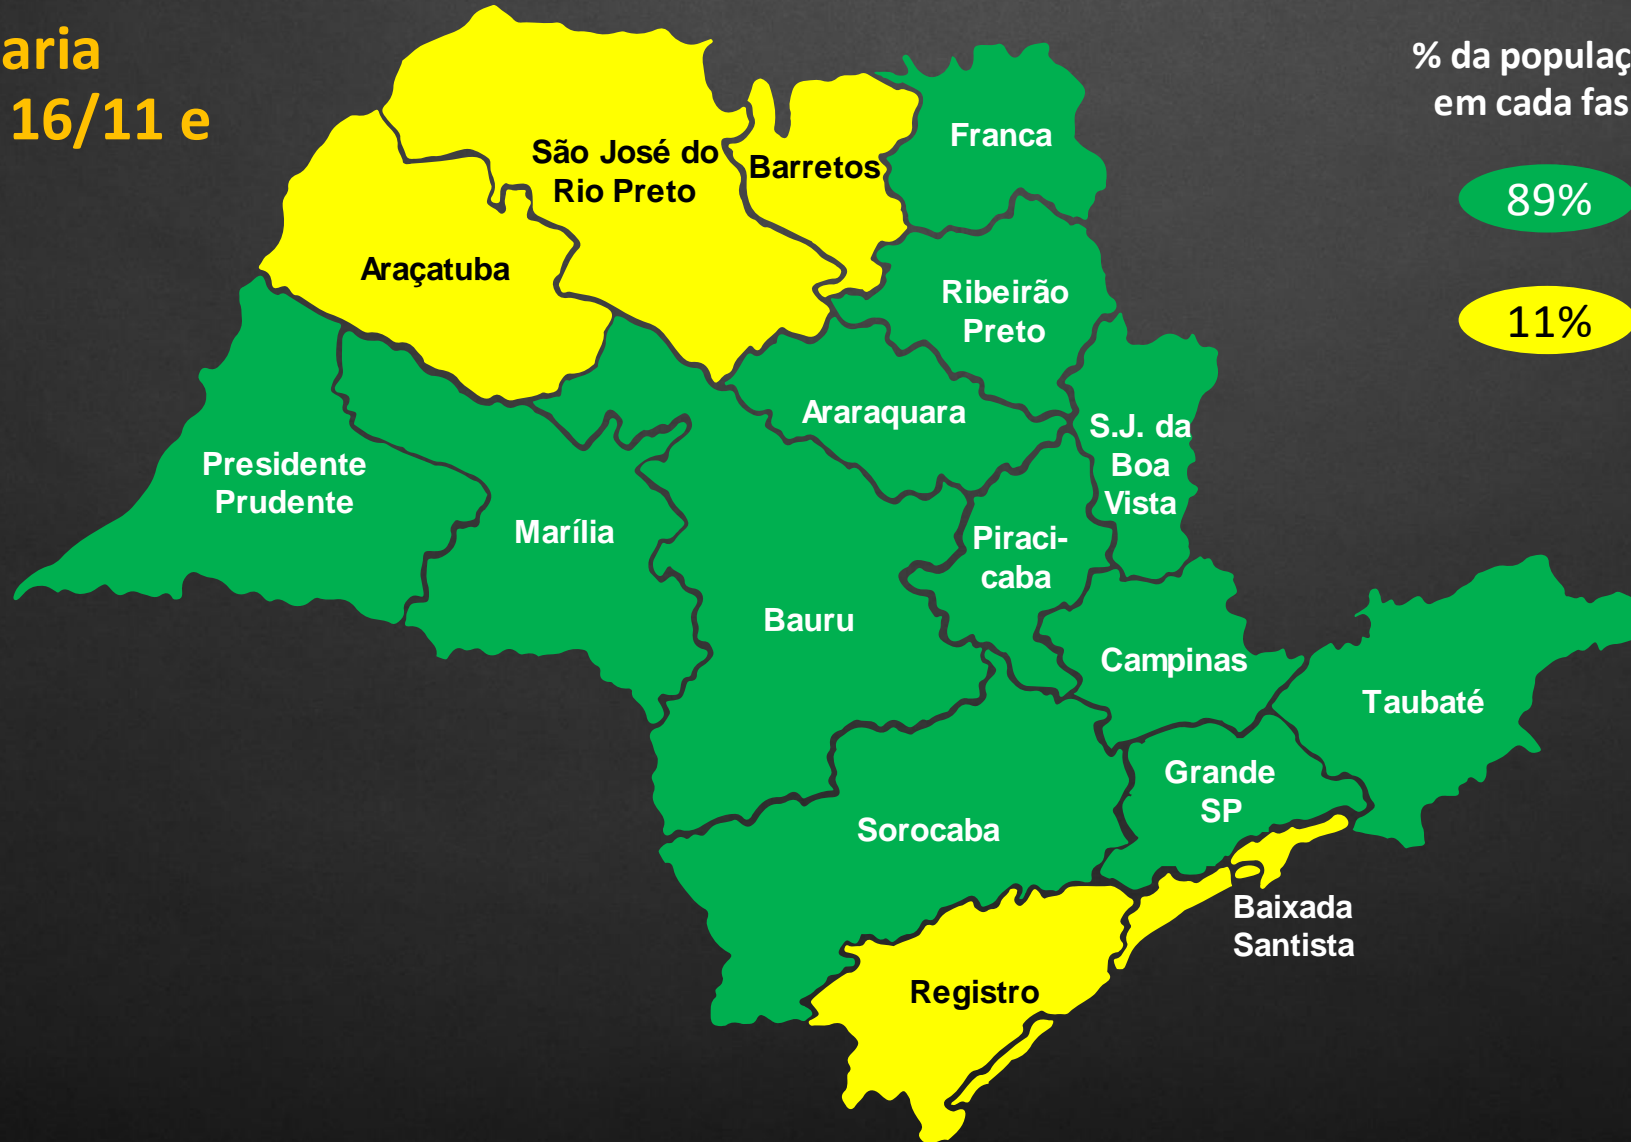 aria
16/11 e
% da populaç
em cada fas
89%
11%
São José do
Rio Preto
Barretos
Franca
Araçatuba
Ribeirão
Preto
Araraquara
S.J. da
Boa
Vista
Presidente
Prudente
Marília
Piraci-
caba
Bauru
Campinas
Taubaté
Grande
SP
Sorocaba
Baixada
Santista
Registro